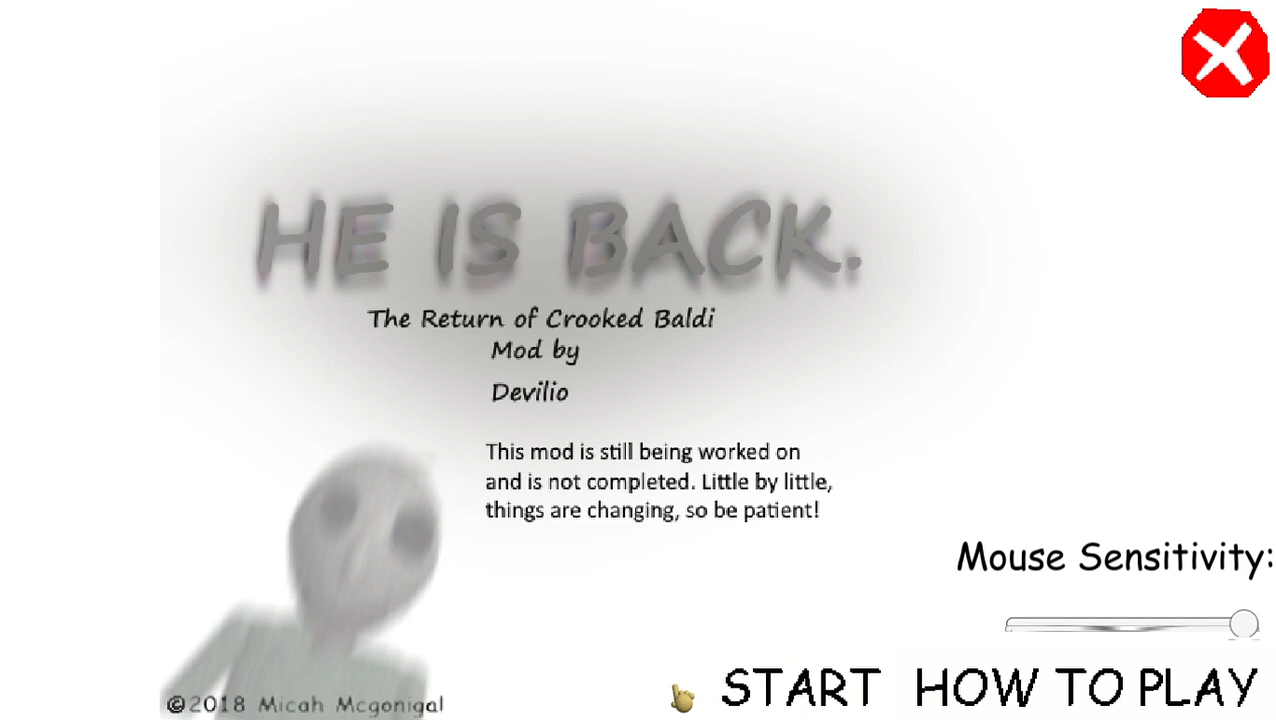 HE IS BACK.
The Return of Crooked Baldi
Mod by
Devilio
This mod is still being worked on
and is not completed. Little by little,
things are changing, so be patient!
Mouse Sensitivity:
START HOW TO PLAY
©2018 Micah Mcgonigal